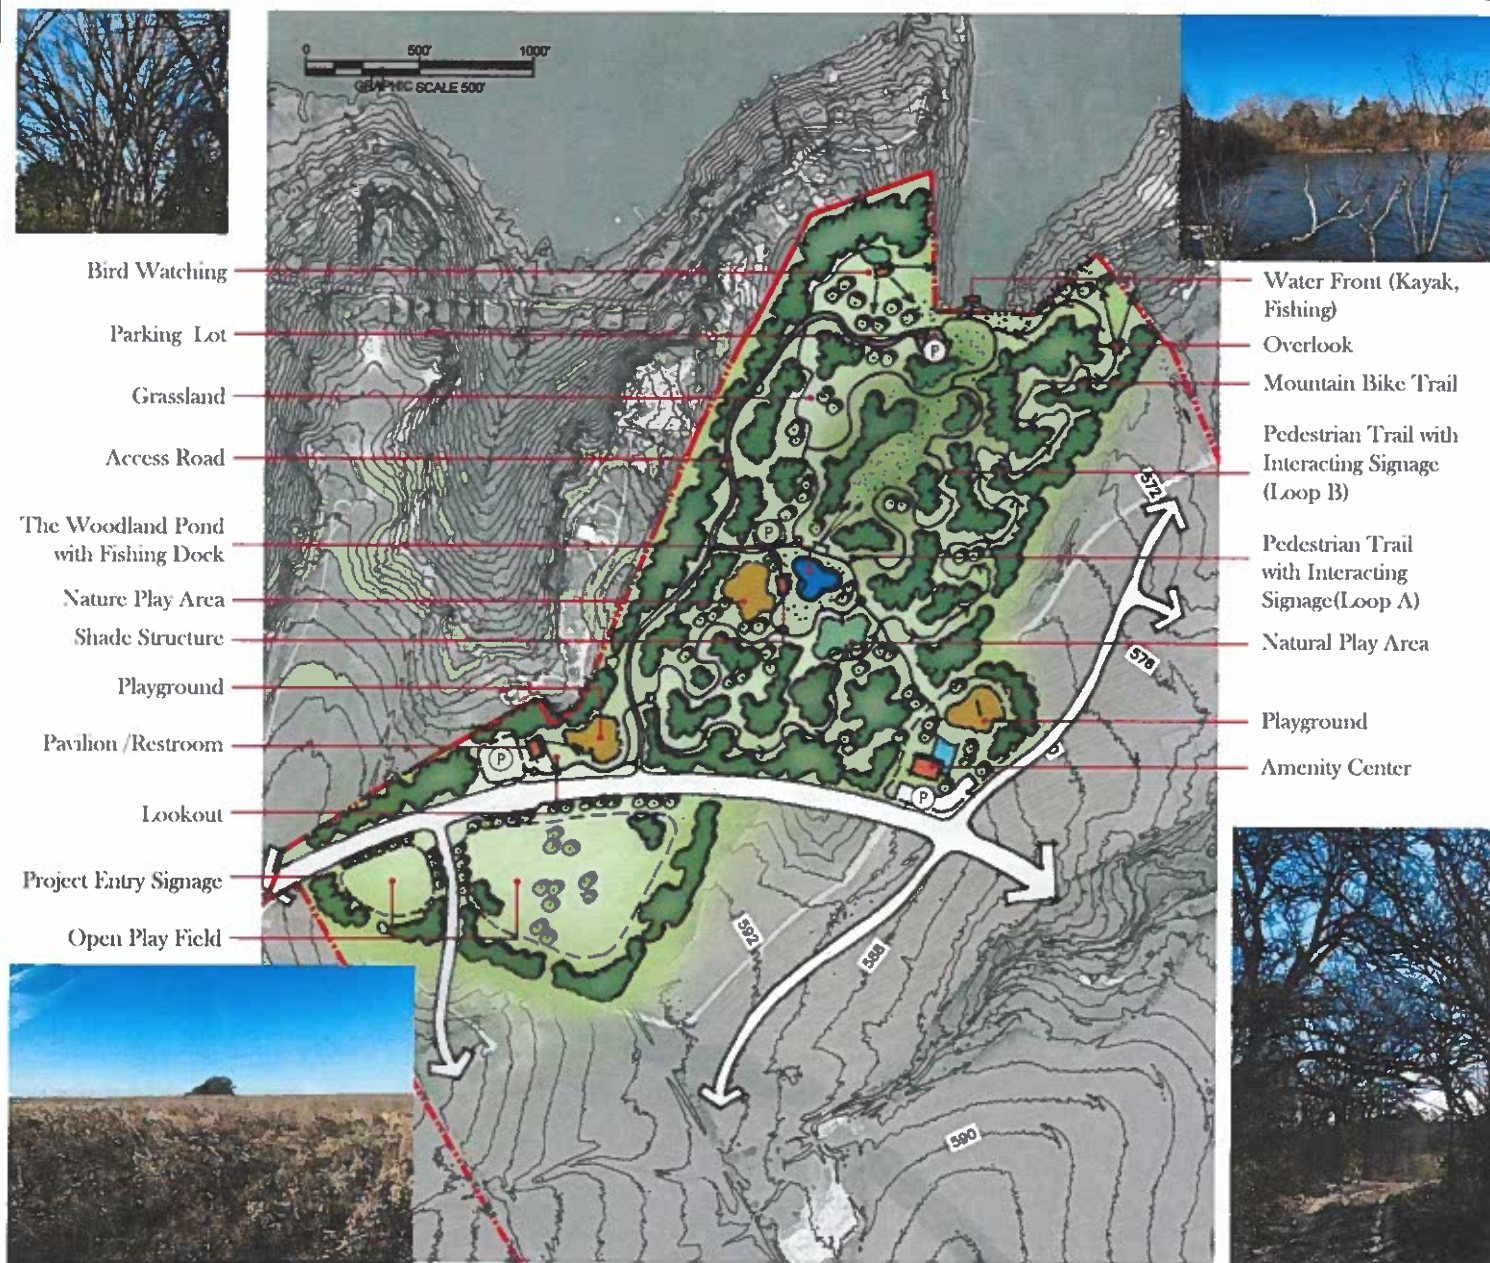 0 500' 1000'
GRAPHIC SCALE 500'
Bird Watching
Parking Lot
Grassland
Access Road
The Woodland Pond
with Fishing Dock
Nature Play Area
Shade Structure
Playground
Pavilion /Restroom
Lookout
Project Entry Signage
Open Play Field
Water Front (Kayak,
Fishing)
Overlook
Mountain Bike Trail
Pedestrian Trail with
Interacting Signage
(Loop B)
Pedestrian Trail
with Interacting
Signage(Loop A)
Natural Play Area
Playground
Amenity Center
P
P
P
P
572
576
592
588
590